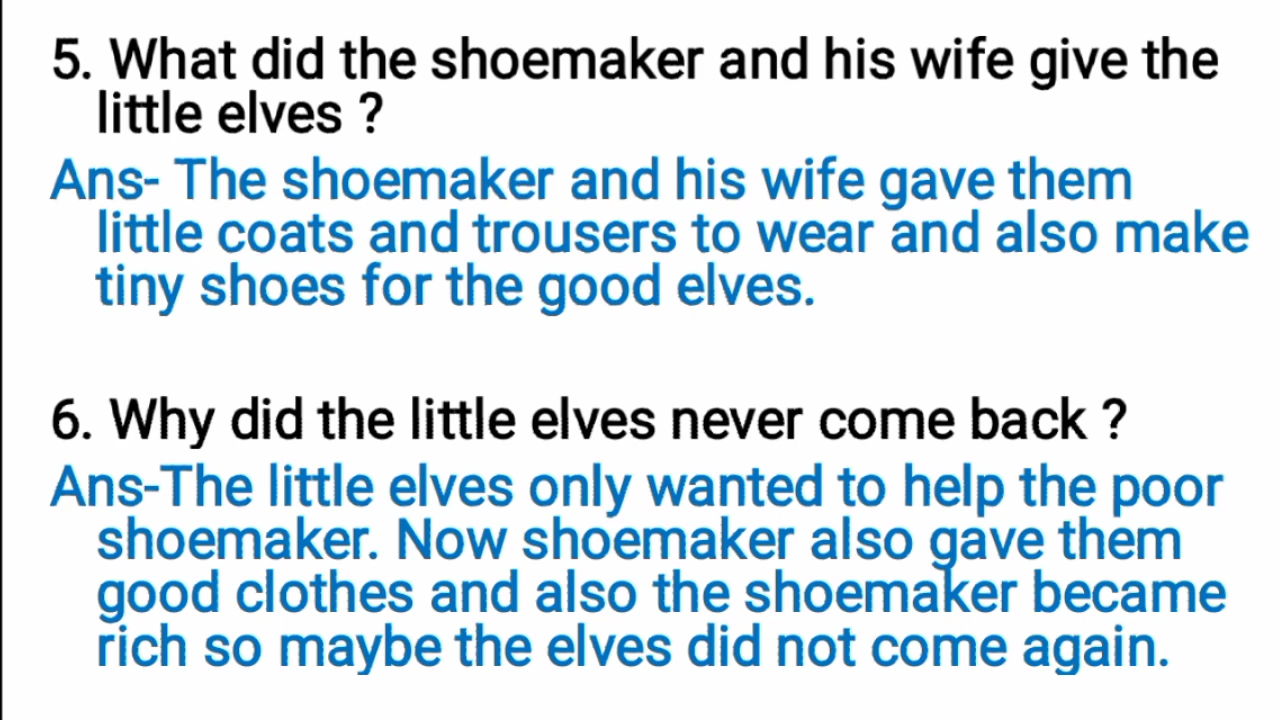 5. What did the shoemaker and his wife give the
little elves ?
Ans- The shoemaker and his wife gave them
little coats and trousers to wear and also make
tiny shoes for the good elves.
6. Why did the little elves never come back ?
Ans-The little elves only wanted to help the poor
shoemaker. Now shoemaker also gave them
good clothes and also the shoemaker became
rich so maybe the elves did not come again.